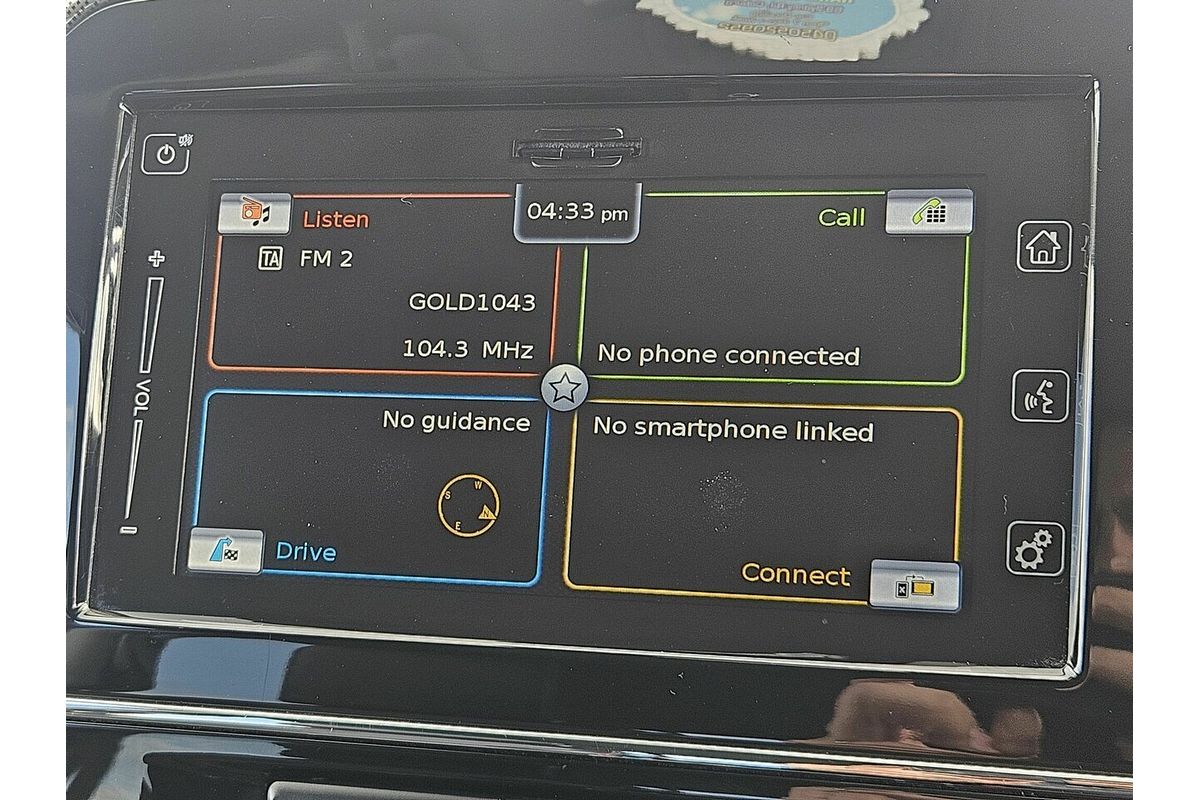 0402052025
04:33 pm
Listen
TA FM 2
GOLD1043
104.3 MHz
Call
No phone connected
VOL
No guidance
W
S
N
E
Drive
No smartphone linked
Connect